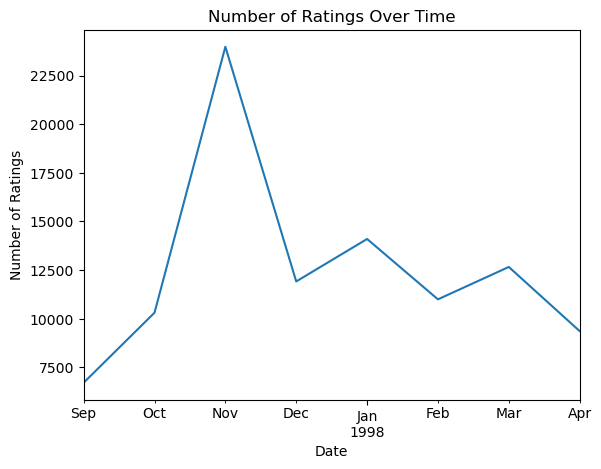 Number of Ratings Over Time
Number of Ratings
22500
20000
17500
15000
12500
10000
7500
Sep Oct Nov Dec Jan Feb Mar Apr
1998
Date